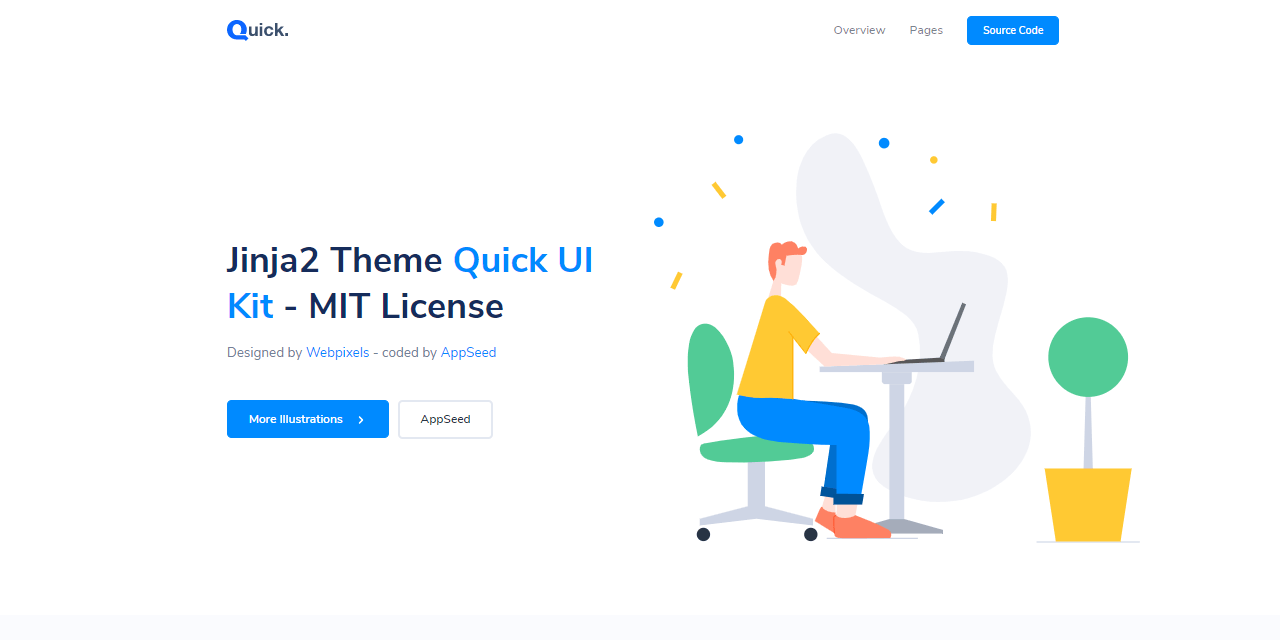 Quick.
Overview Pages Source Code
Jinja2 Theme Quick UI
Kit - MIT License
Designed by Webpixels - coded by AppSeed
More Illustrations AppSeed